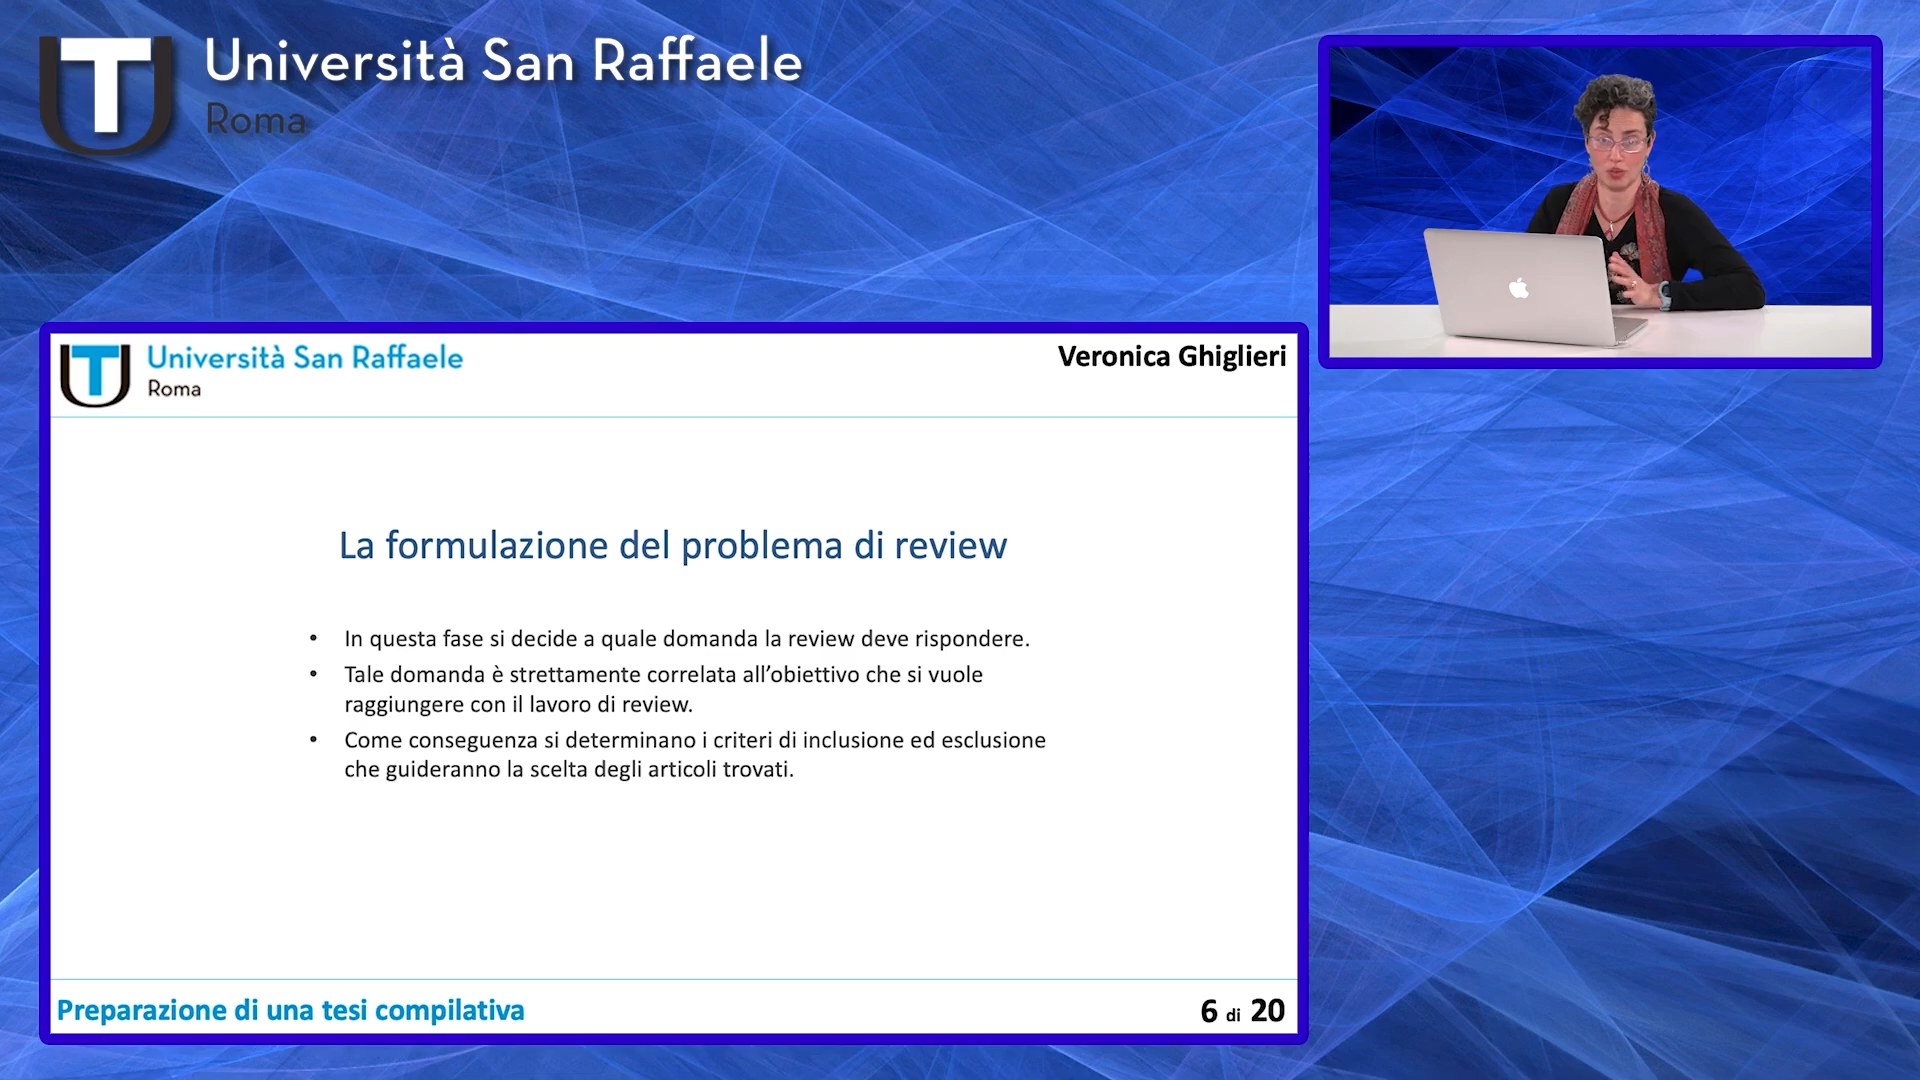 Università San Raffaele
Roma
Università San Raffaele
Roma
Veronica Ghiglieri
La formulazione del problema di review
• In questa fase si decide a quale domanda la review deve rispondere.
• Tale domanda è strettamente correlata all’obiettivo che si vuole
raggiungere con il lavoro di review.
• Come conseguenza si determinano i criteri di inclusione ed esclusione
che guideranno la scelta degli articoli trovati.
Preparazione di una tesi compilativa
6 di 20